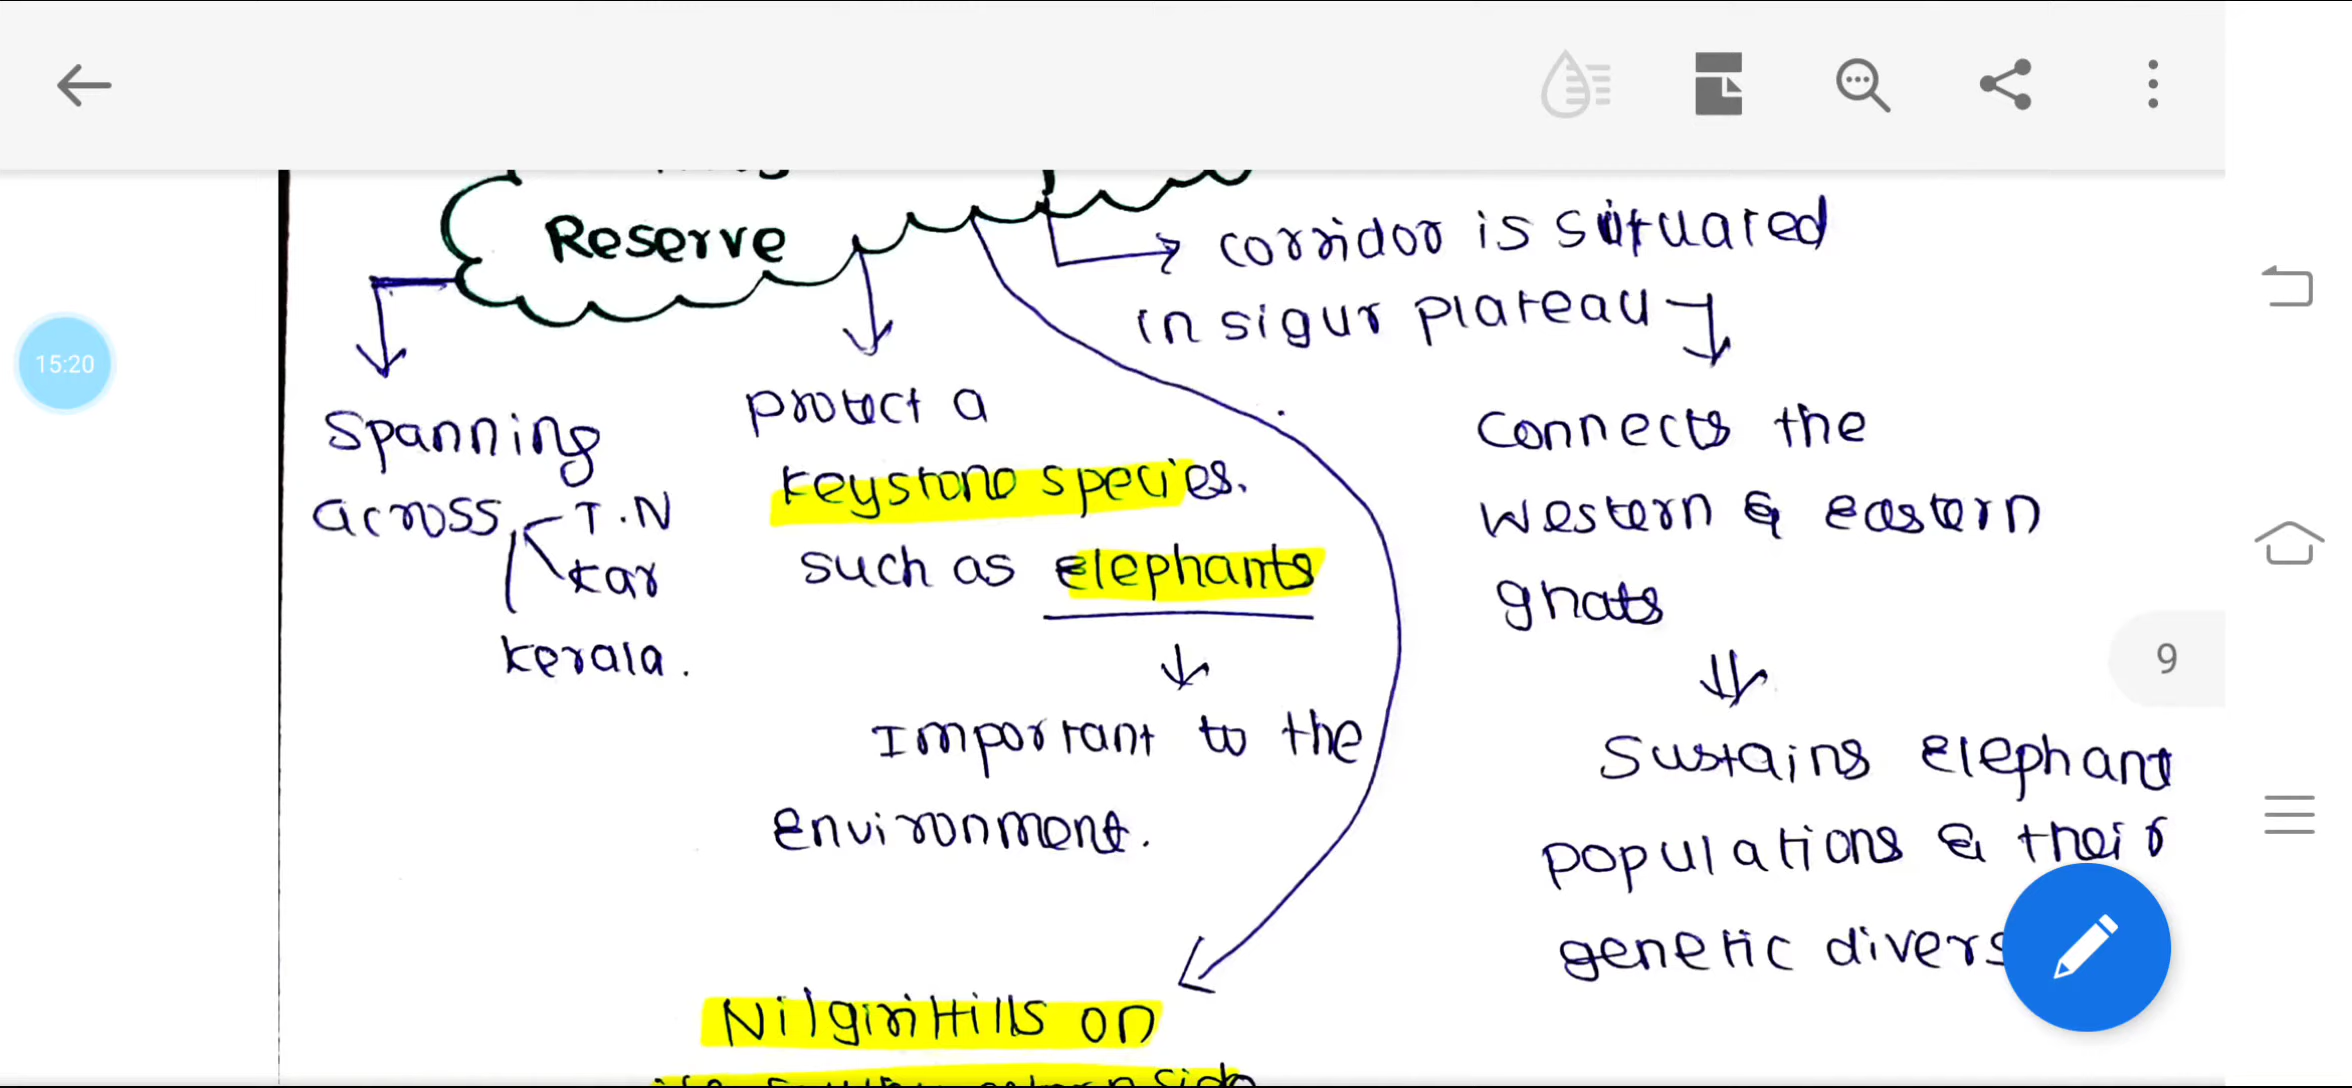 Reserve
15:20
corridor is situated
in sigur plateau
Spanning
across
T.N
Kar
Kerala.
protect a
keystone species.
such as elephants
Important to the
environment.
Connects the
western & eastern
ghats
Sustains elephant
populations & their
genetic divers
9
Nilgiri Hills on